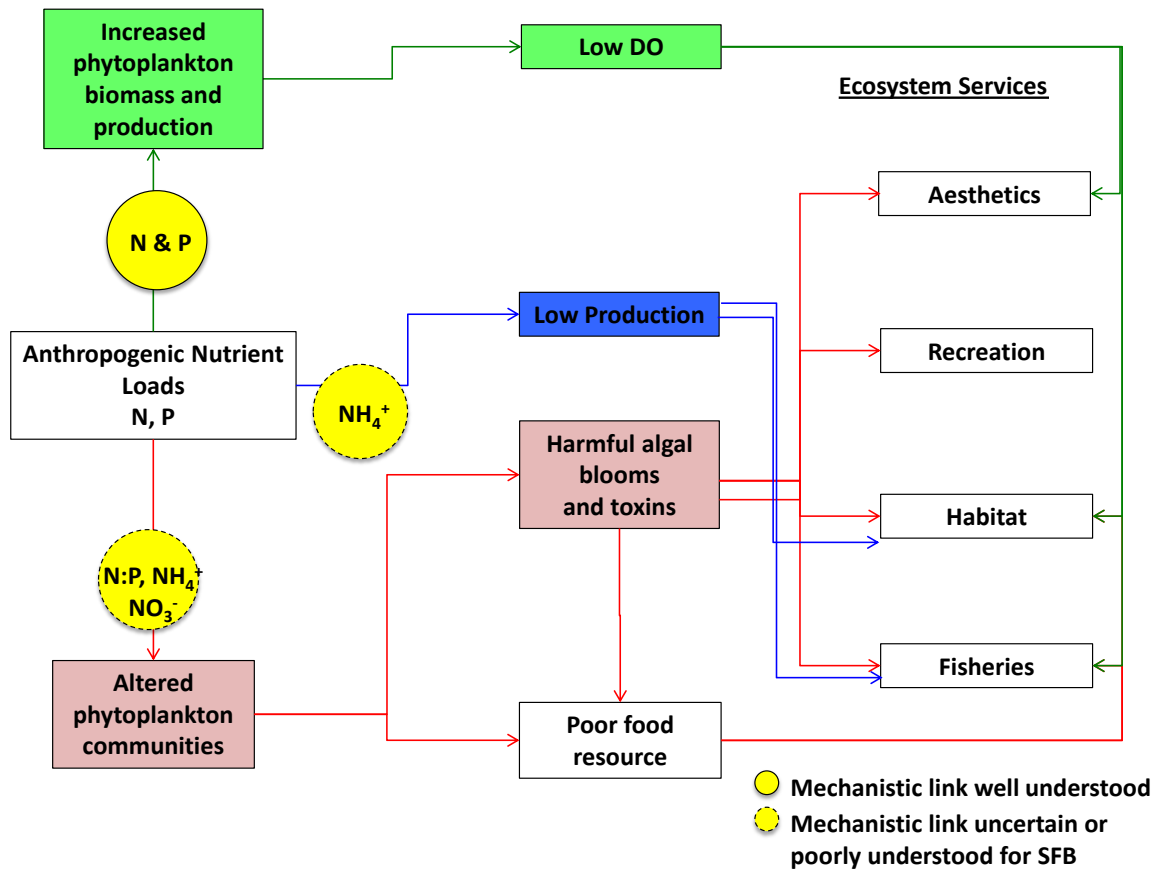 Increased
phytoplankton
biomass and
production
Low DO
Ecosystem Services
Aesthetics
N & P
Low Production
Recreation
Anthropogenic Nutrient
Loads
N, P
NH₄⁺
Harmful algal
blooms
and toxins
Habitat
N:P, NH₄⁺
NO₃⁻
Fisheries
Altered
phytoplankton
communities
Poor food
resource
Mechanistic link well understood
Mechanistic link uncertain or
poorly understood for SFB